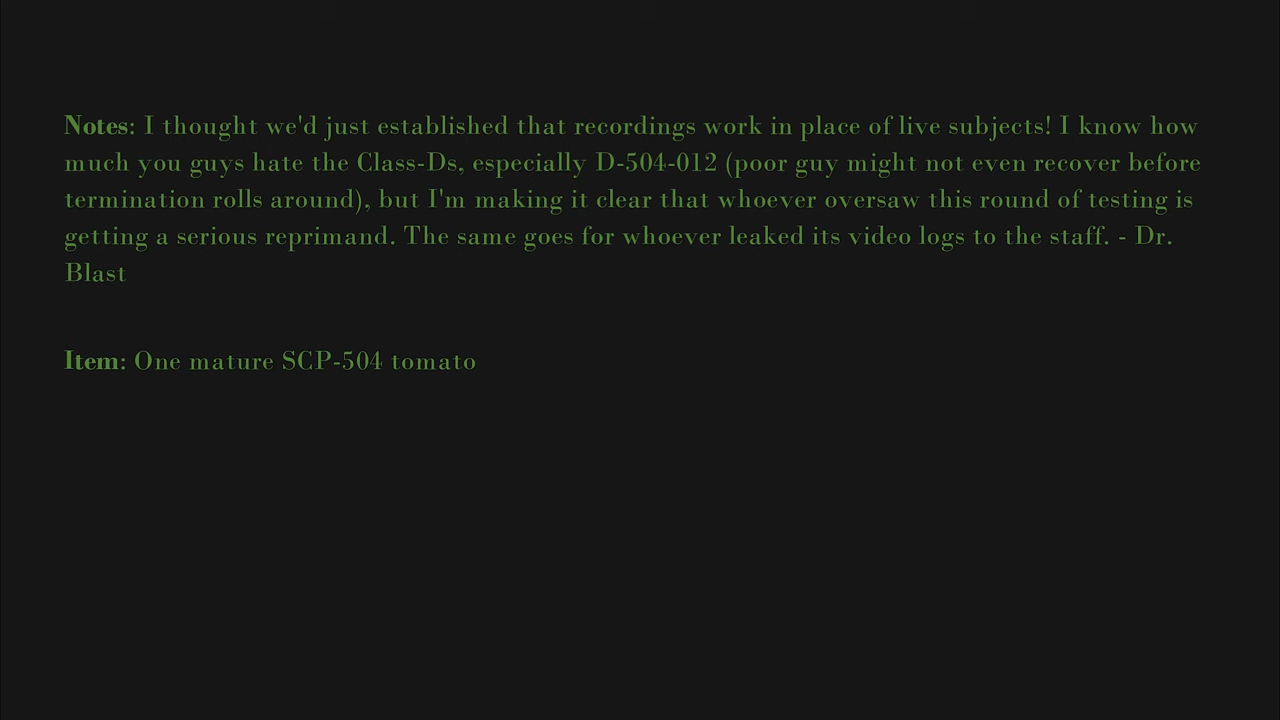 Notes: I thought we'd just established that recordings work in place of live subjects! I know how
much you guys hate the Class-Ds, especially D-504-012 (poor guy might not even recover before
termination rolls around), but I'm making it clear that whoever oversaw this round of testing is
getting a serious reprimand. The same goes for whoever leaked its video logs to the staff. - Dr.
Blast
Item: One mature SCP-504 tomato